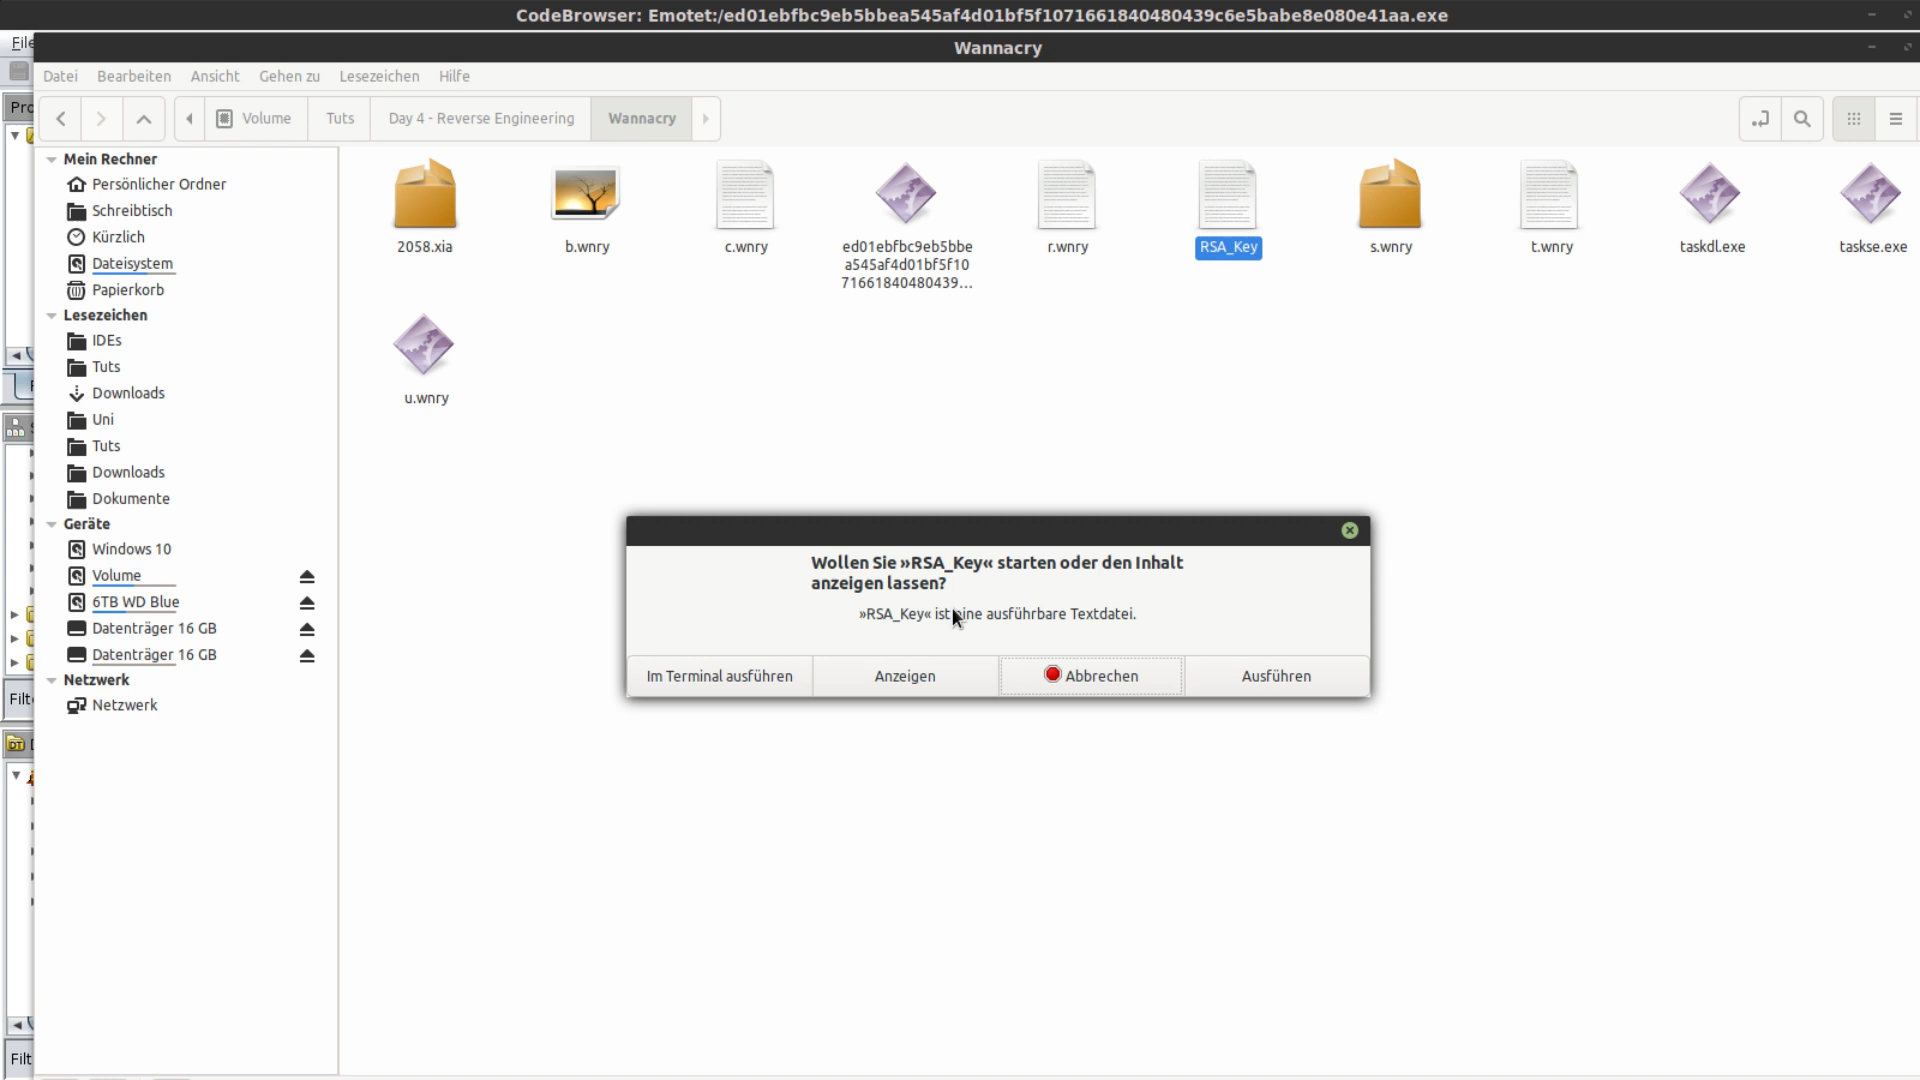 CodeBrowser: Emotet:/ed01ebfbc9eb5bbea545af4d01bf5f1071661840480439c6e5babe8e080e41aa.exe
File
Wannacry
Datei Bearbeiten Ansicht Gehen zu Lesezeichen Hilfe
Volume Tuts Day 4 - Reverse Engineering Wannacry
Pro
Mein Rechner
Persönlicher Ordner
Schreibtisch
Kürzlich
Dateisystem
Papierkorb
Lesezeichen
IDEs
Tuts
Downloads
Uni
Tuts
Downloads
Dokumente
Geräte
Windows 10
Volume
6TB WD Blue
Datenträger 16 GB
Datenträger 16 GB
Netzwerk
Netzwerk
Filt
Filt
2058.xia
b.wnry
c.wnry
ed01ebfbc9eb5bbe
a545af4d01bf5f10
71661840480439...
r.wnry
RSA_Key
s.wnry
t.wnry
taskdl.exe
taskse.exe
u.wnry
Wollen Sie »RSA_Key« starten oder den Inhalt
anzeigen lassen?
»RSA_Key« ist eine ausführbare Textdatei.
Im Terminal ausführen Anzeigen Abbrechen Ausführen